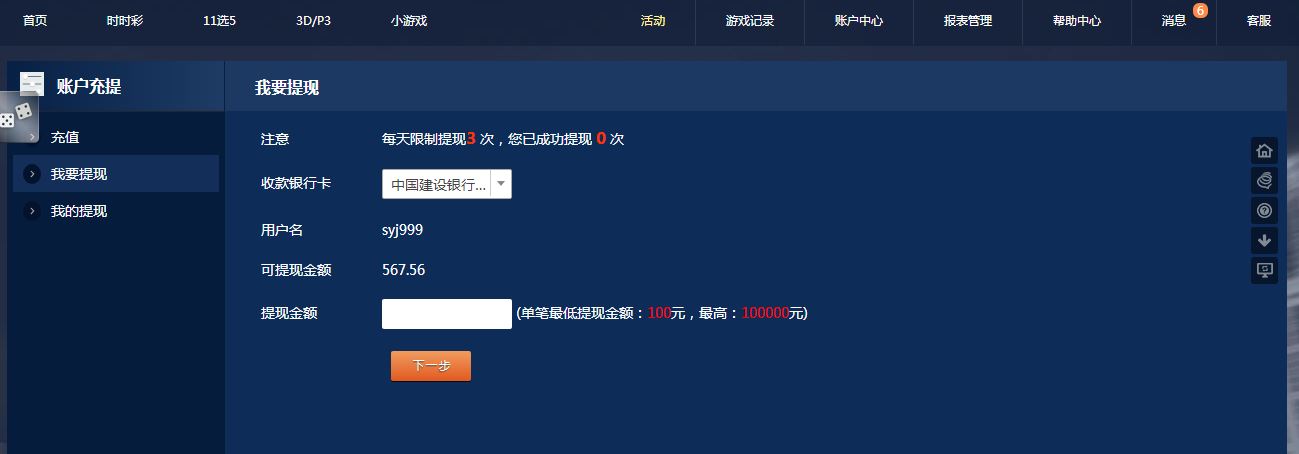 首页 时时彩 11选5 3D/P3 小游戏 活动 游戏记录 账户中心 报表管理 帮助中心 消息 6 客服
账户充提
充值
我要提现
我的提现
我要提现
注意 每天限制提现3 次，您已成功提现 0 次
收款银行卡 中国建设银行...
用户名 syj999
可提现金额 567.56
提现金额 (单笔最低提现金额：100元，最高：100000元)
下一步